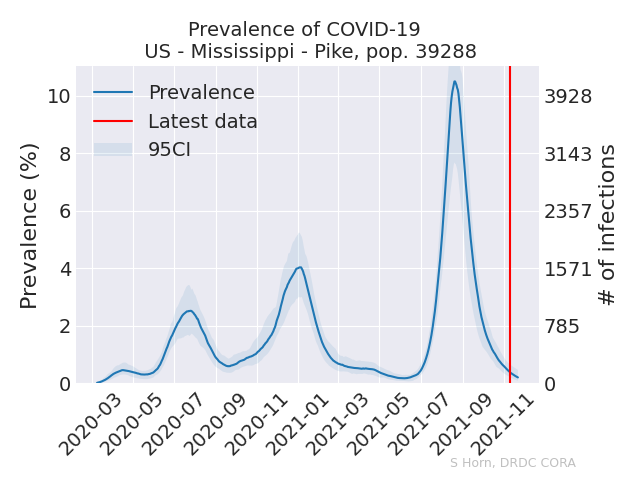 Prevalence of COVID-19
US - Mississippi - Pike, pop. 39288
Prevalence
Latest data
95CI
Prevalence (%)
10
8
6
4
2
0
3928
3143
2357
1571
785
0
# of infections
2020-03
2020-05
2020-07
2020-09
2020-11
2021-01
2021-03
2021-05
2021-07
2021-09
2021-11
S Horn, DRDC CORA